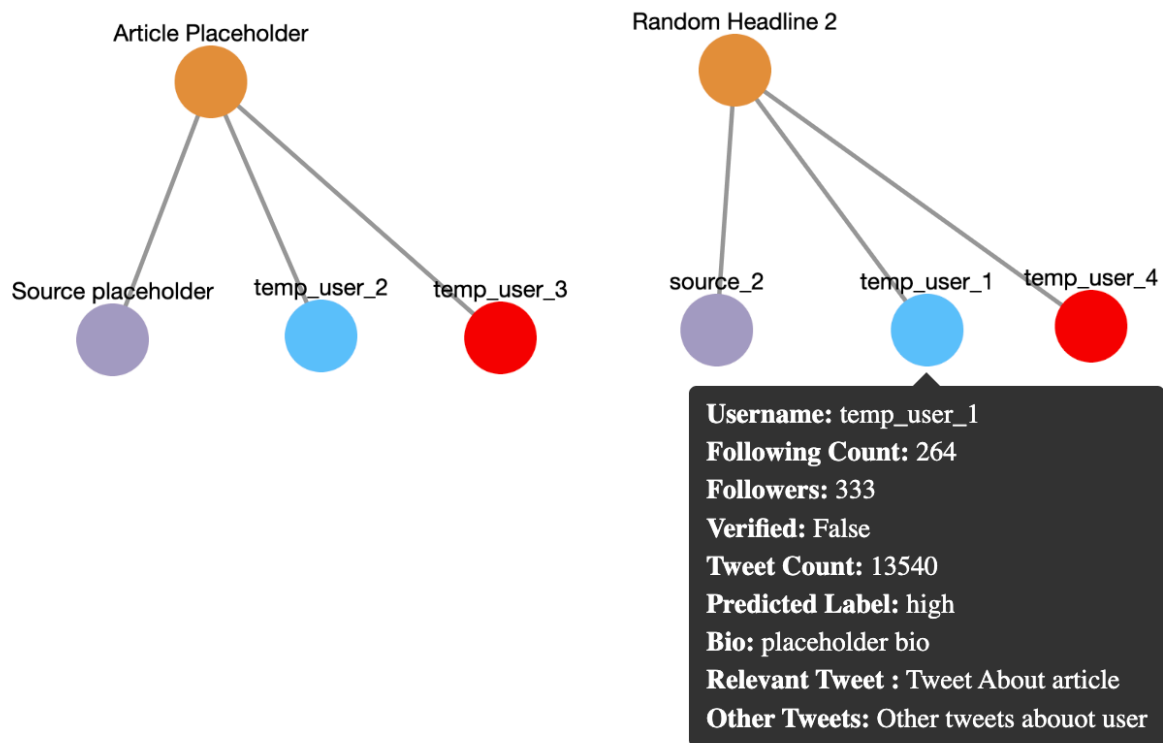 Article Placeholder
Random Headline 2
Source placeholder
temp_user_2
temp_user_3
source_2
temp_user_1
temp_user_4
Username: temp_user_1
Following Count: 264
Followers: 333
Verified: False
Tweet Count: 13540
Predicted Label: high
Bio: placeholder bio
Relevant Tweet : Tweet About article
Other Tweets: Other tweets abouot user